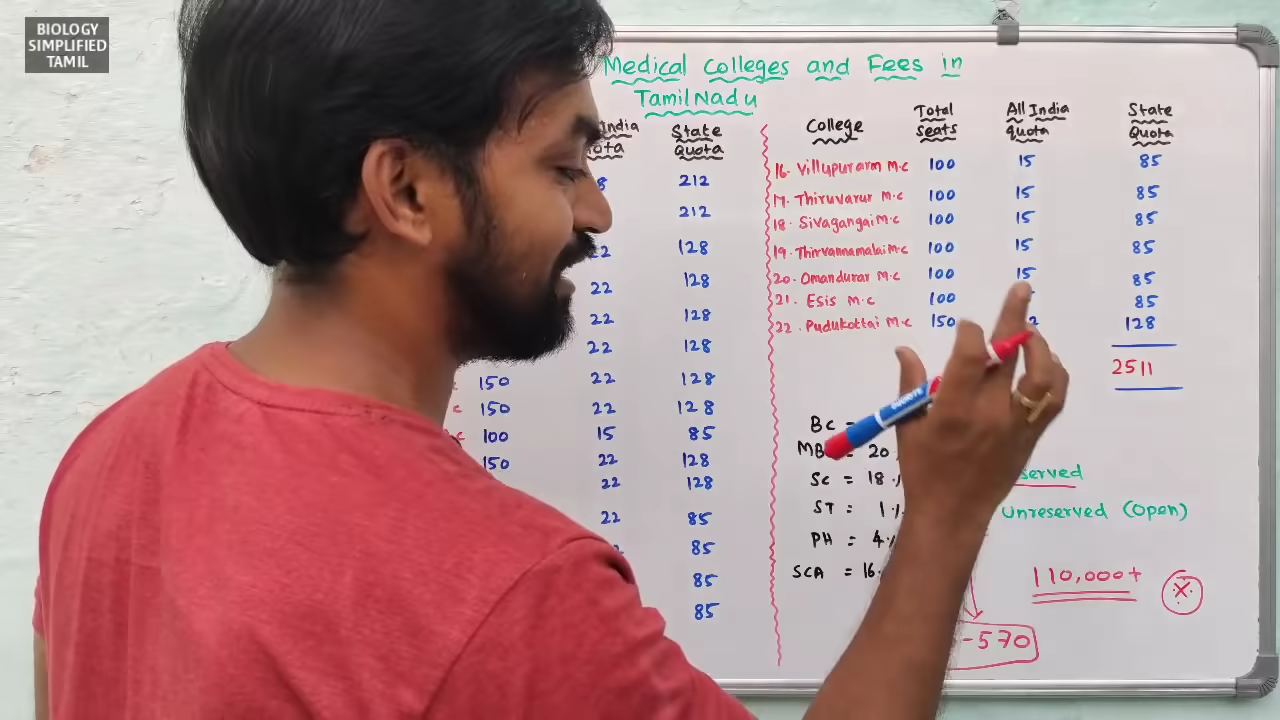 BIOLOGY
SIMPLIFIED
TAMIL
Medical Colleges and Fees in
TamilNadu
India State Quota
212
212
22 128
22 128
22 128
22 128
150 22 128
150 22 128
100 15 85
150 22 128
22 128
22 85
85
85
85
College Total Seats All India quota State Quota
16. Villupuram M.C 100 15 85
17. Thiruvarur M.C 100 15 85
18. Sivagangai M.C 100 15 85
19. Thirvannamalai M.C 100 15 85
20. Omandurar M.C 100 15 85
21. Esis M.C 100 85
22. Pudukottai M.C 150 128
2511
BC =
= 20
SC = 18
ST = 1
PH = 4
SCA = 16
Unreserved (Open)
110,000+
-570